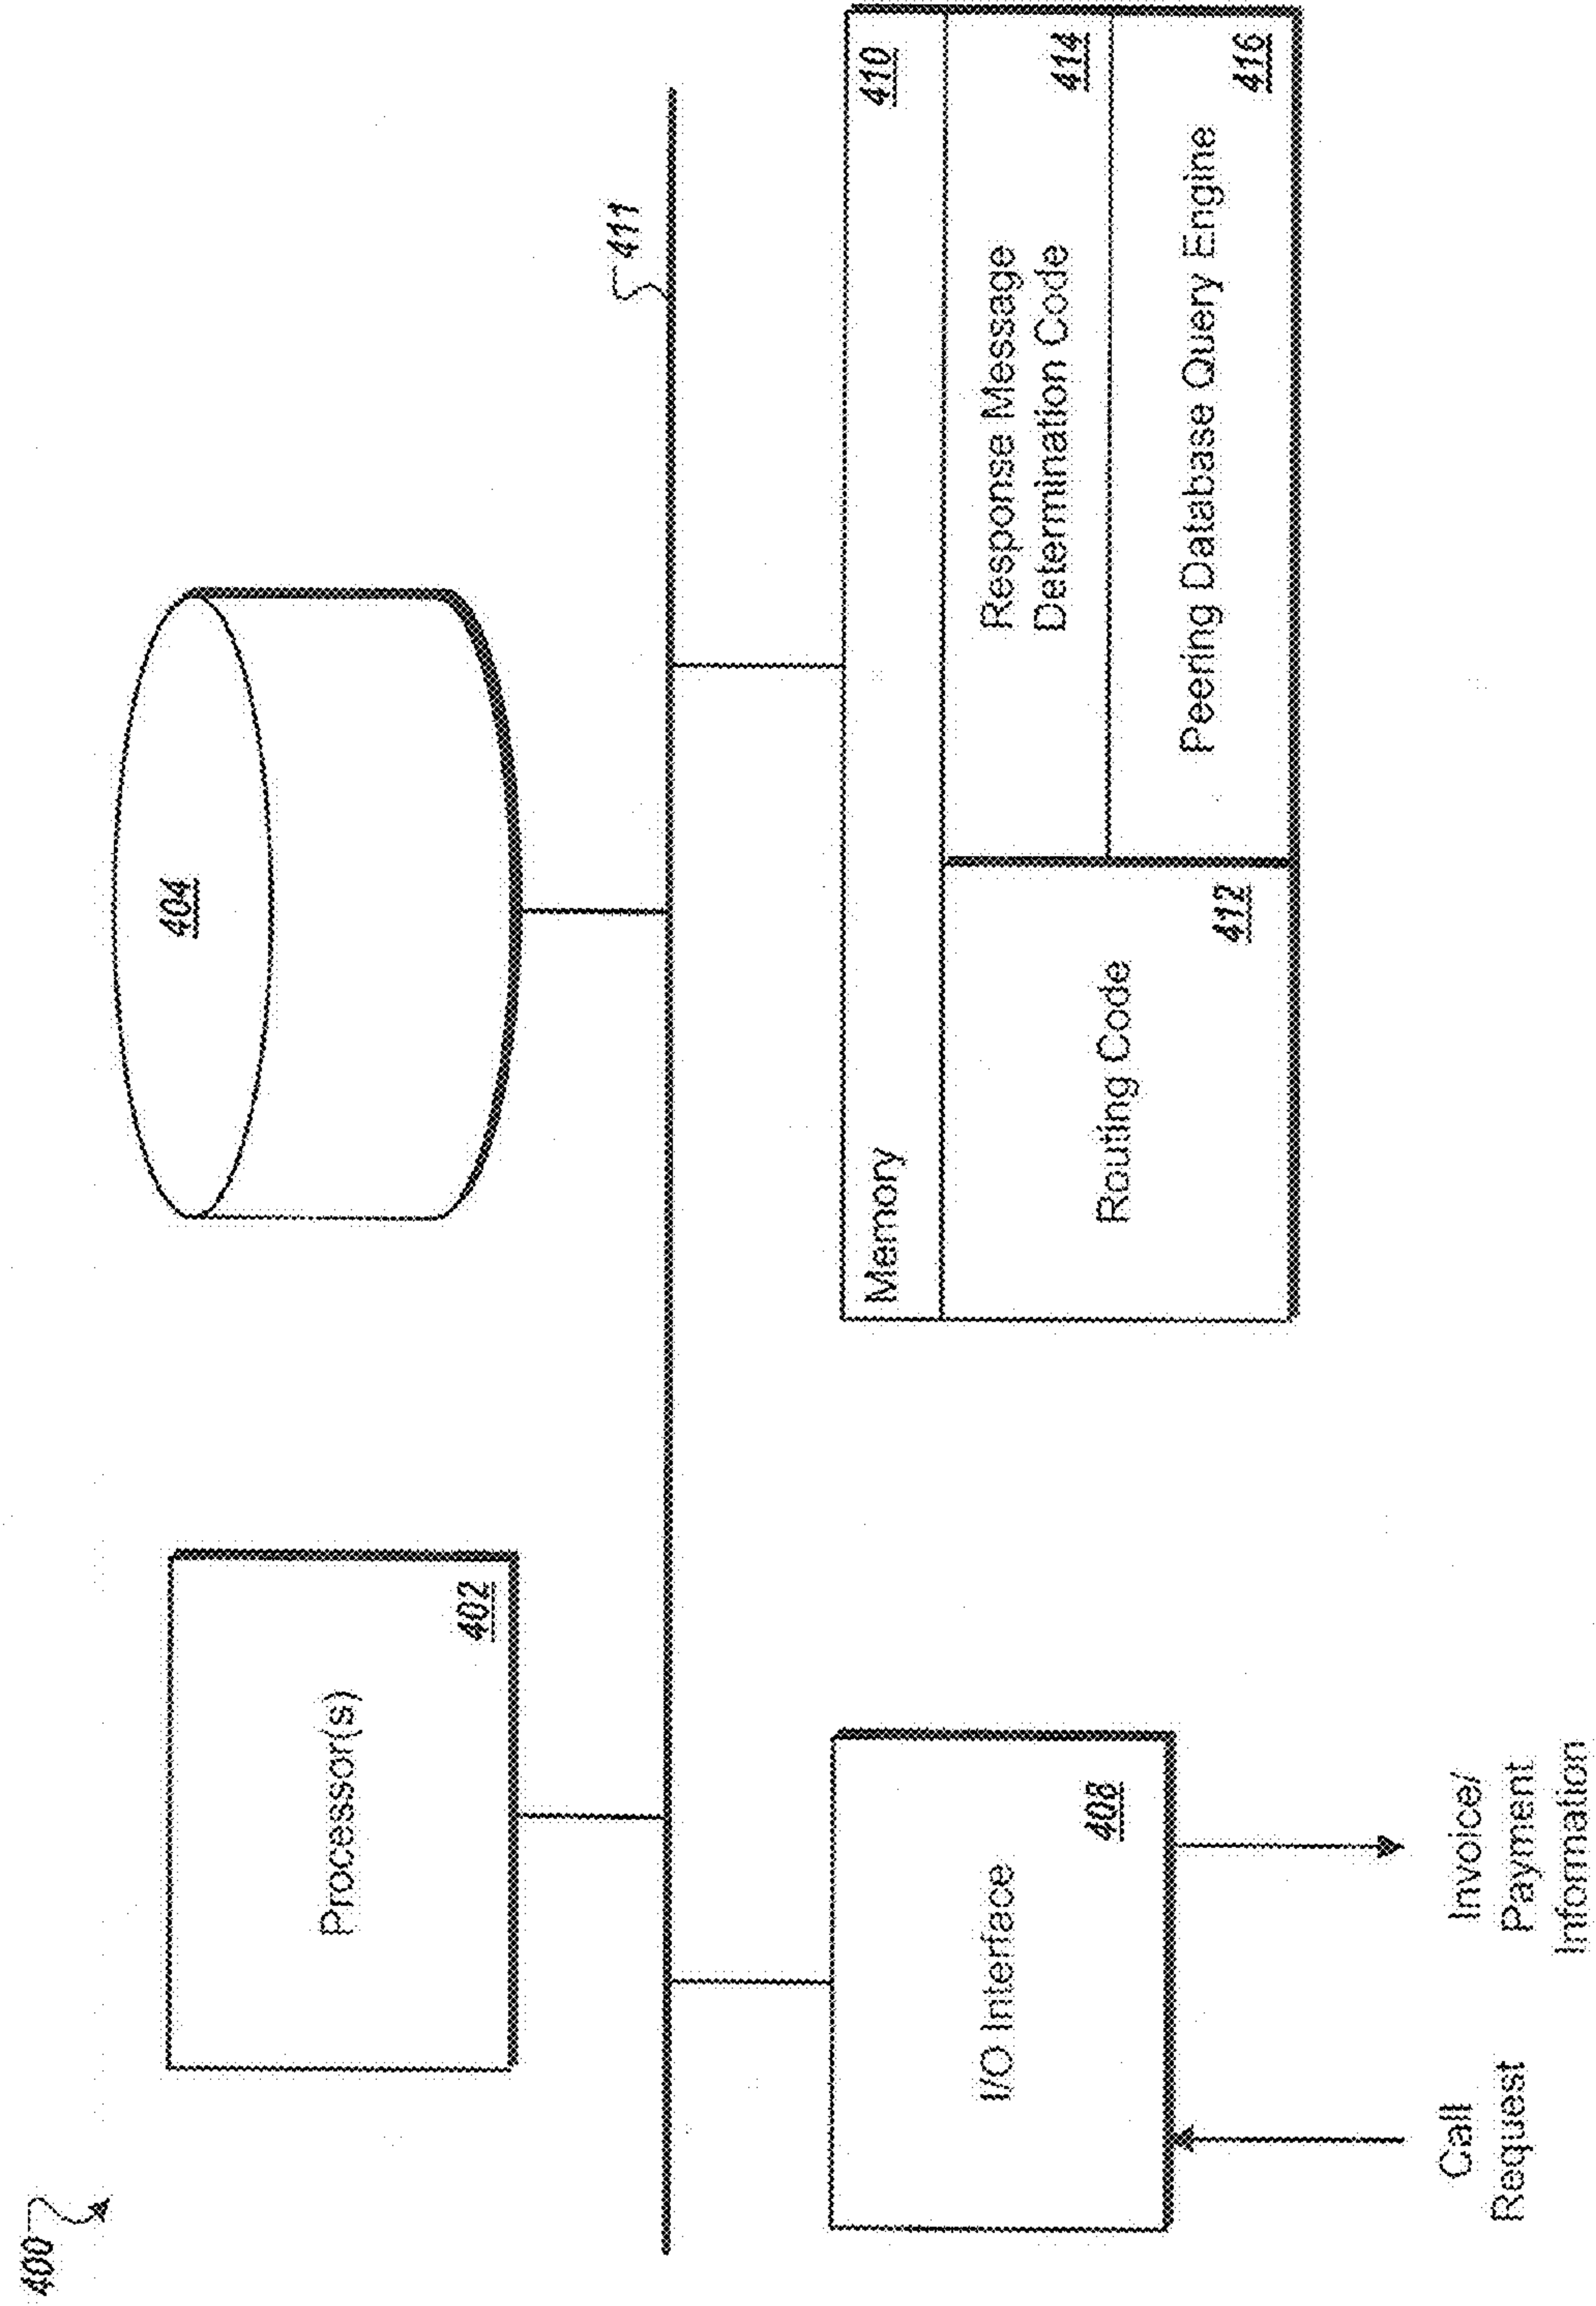 400
Processor(s)
402
404
411
I/O Interface
408
Call
Request
Invoice/
Payment
Information
Memory
410
Routing Code
412
Response Message
Determination Code
414
Peering Database Query Engine
416